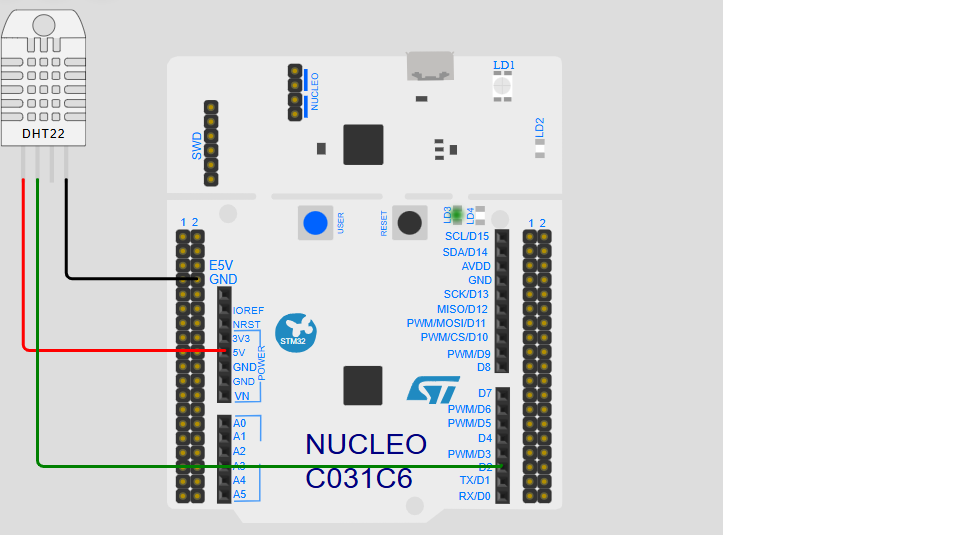 DHT22
NUCLEO
LD1
SWD
LD2
USER
RESET
LD3
LD4
1 2
E5V
GND
IOREF
NRST
3V3
5V
GND
GND
VN
POWER
A0
A1
A2
A3
A4
A5
STM32
NUCLEO
C031C6
SCL/D15
SDA/D14
AVDD
GND
SCK/D13
MISO/D12
PWM/MOSI/D11
PWM/CS/D10
PWM/D9
D8
D7
PWM/D6
PWM/D5
D4
PWM/D3
D2
TX/D1
RX/D0
1 2